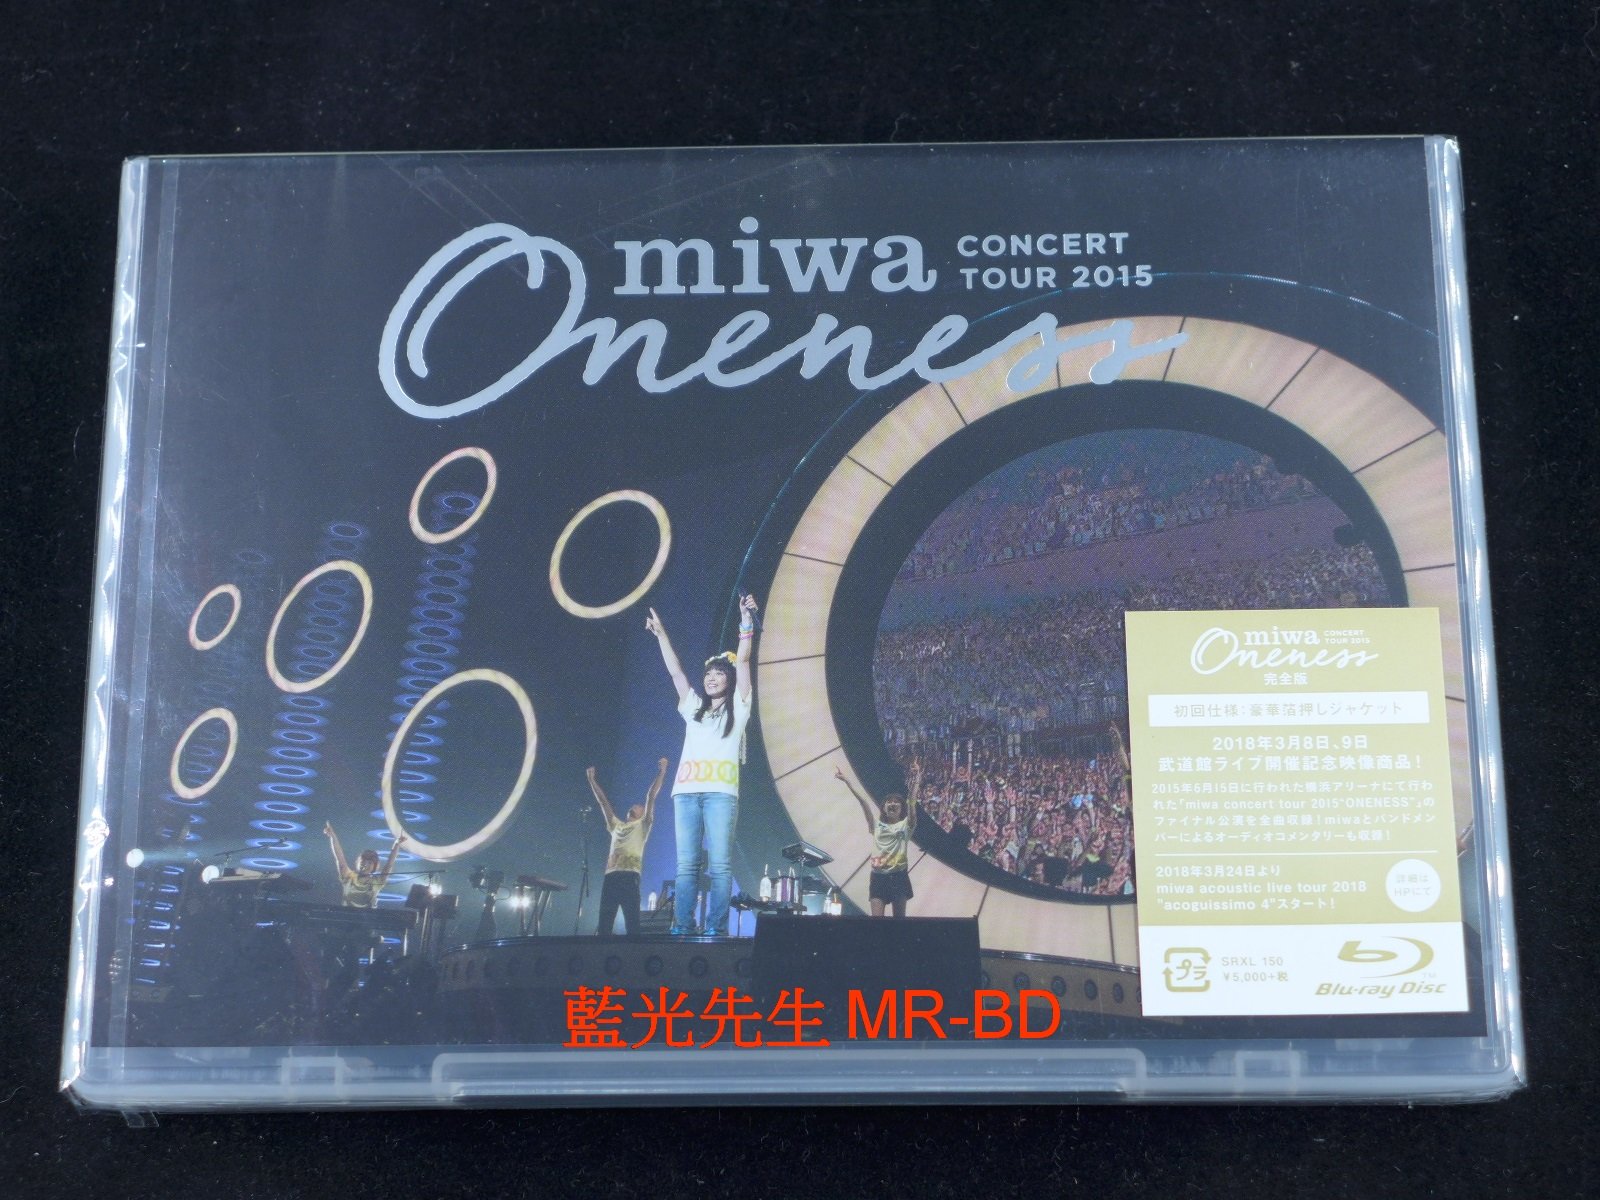 miwa CONCERT
TOUR 2015
Oneness
miwa CONCERT
TOUR 2015
Oneness
完全版
初回仕様:豪華箔押しジャケット
2018年3月8日、9日
武道館ライブ開催記念映像商品!
2015年6月15日に行われた横浜アリーナにて行わ
れた「miwa concert tour 2015"ONENESS"」の
ファイナル公演を全曲収録!miwaとバンドメン
バーによるオーディオコメンタリーも収録!
2018年3月24日より
miwa acoustic live tour 2018
"acoguissimo 4"スタート!
詳細は
HPにて
プラ
SRXL 150
¥5,000+税
Blu-ray Disc
TM
藍光先生 MR-BD